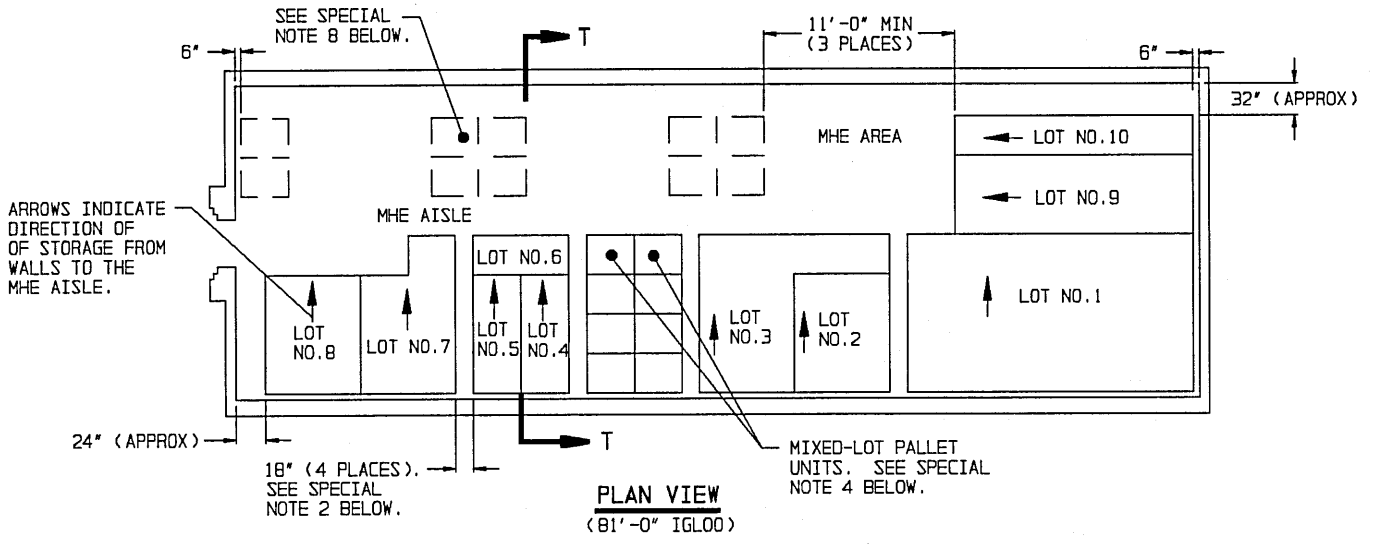 SEE SPECIAL
NOTE 8 BELOW.
T
11'-0" MIN
(3 PLACES)
6"
6"
32" (APPROX)
MHE AREA
LOT NO.10
LOT NO.9
ARROWS INDICATE
DIRECTION OF
OF STORAGE FROM
WALLS TO THE
MHE AISLE.
MHE AISLE
LOT NO.6
LOT NO.1
LOT
NO.8
LOT NO.7
LOT
NO.5
LOT
NO.4
LOT
NO.3
LOT
NO.2
24" (APPROX)
T
18" (4 PLACES).
SEE SPECIAL
NOTE 2 BELOW.
MIXED-LOT PALLET
UNITS. SEE SPECIAL
NOTE 4 BELOW.
PLAN VIEW
(81'-0" IGLOO)